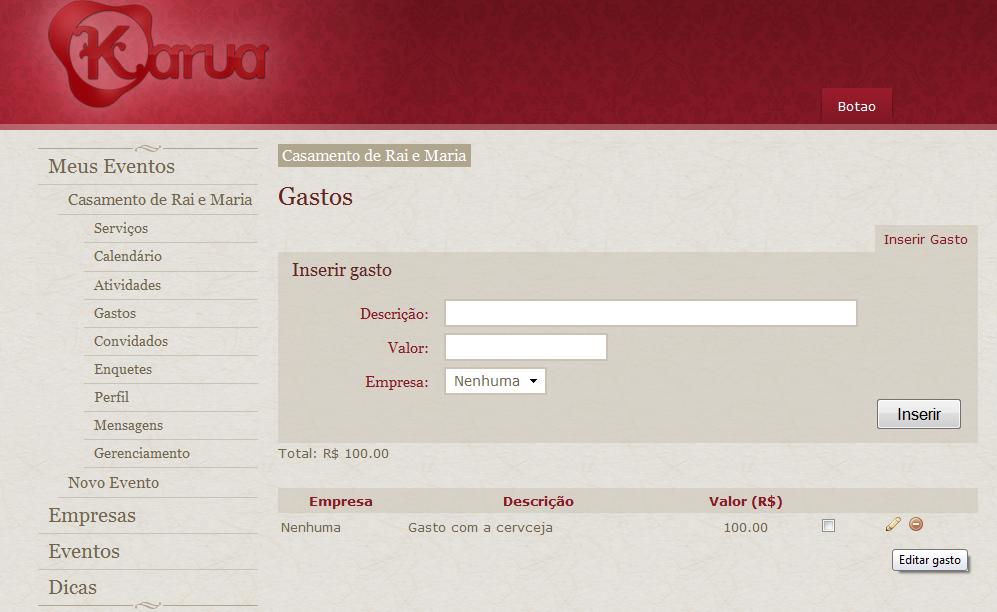 Karua
Botao
Meus Eventos
Casamento de Rai e Maria
Serviços
Calendário
Atividades
Gastos
Convidados
Enquetes
Perfil
Mensagens
Gerenciamento
Novo Evento
Empresas
Eventos
Dicas
Casamento de Rai e Maria
Gastos
Inserir Gasto
Inserir gasto
Descrição:
Valor:
Empresa: Nenhuma
Inserir
Total: R$ 100.00
Empresa Descrição Valor (R$)
Nenhuma Gasto com a cervceja 100.00
Editar gasto